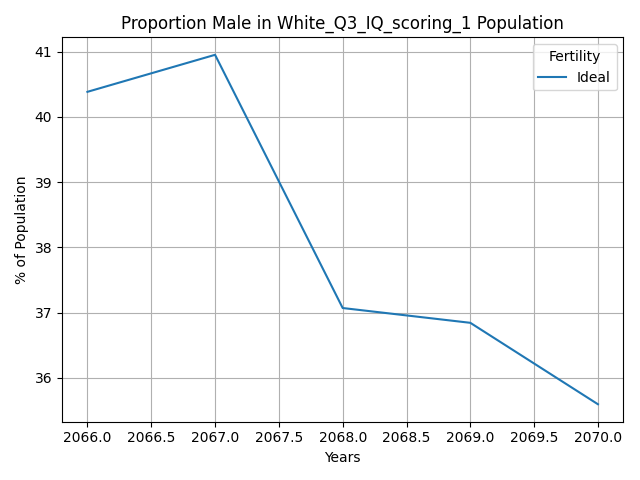 Proportion Male in White_Q3_IQ_scoring_1 Population
Fertility
Ideal
41
40
39
38
37
36
% of Population
2066.0 2066.5 2067.0 2067.5 2068.0 2068.5 2069.0 2069.5 2070.0
Years